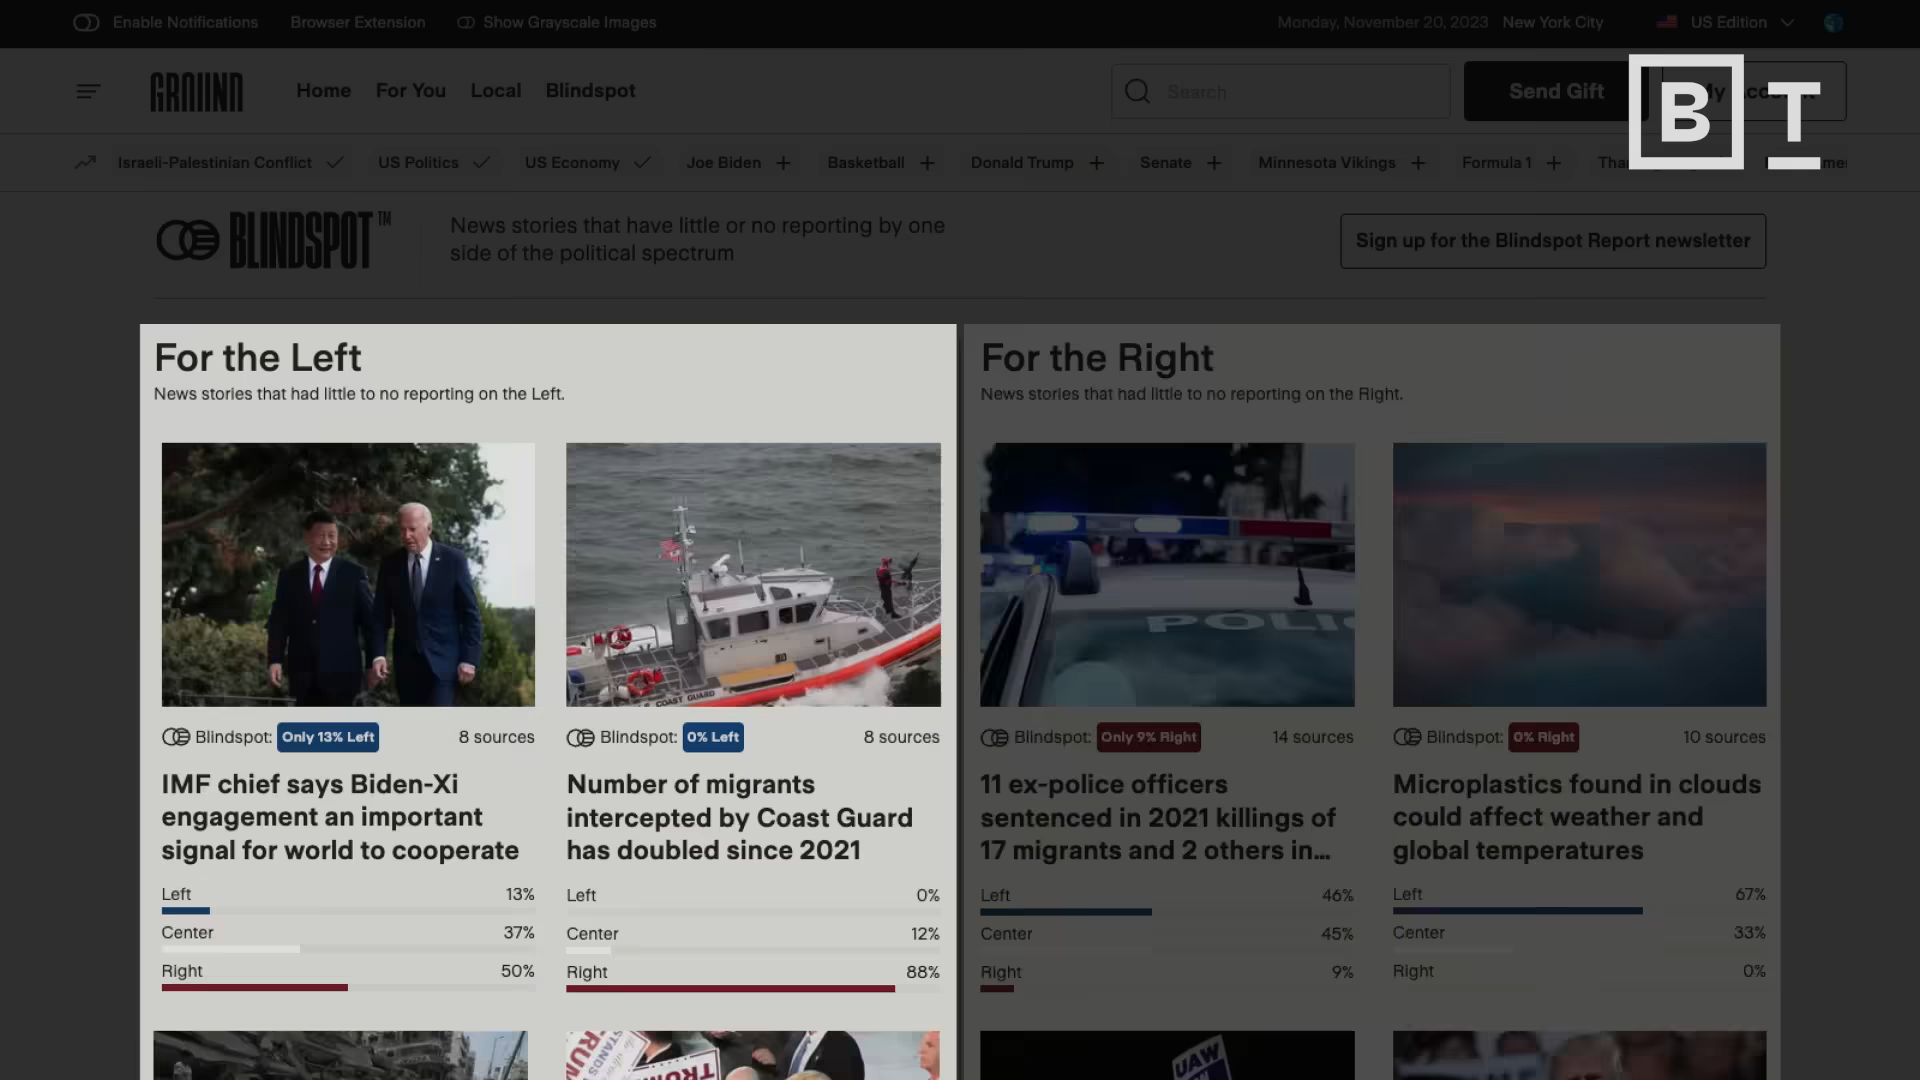 Enable Notifications
Browser Extension
Show Grayscale Images
Monday, November 20, 2023
New York City
US Edition
GROUND
Home
For You
Local
Blindspot
Search
Send Gift
B T
Israeli-Palestinian Conflict
US Politics
US Economy
Joe Biden
Basketball
Donald Trump
Senate
Minnesota Vikings
Formula 1
BLINDSPOT™
News stories that have little or no reporting by one
side of the political spectrum
Sign up for the Blindspot Report newsletter
For the Left
News stories that had little to no reporting on the Left.
COAST GUARD
Blindspot: Only 13% Left
8 sources
IMF chief says Biden-Xi
engagement an important
signal for world to cooperate
Left 13%
Center 37%
Right 50%
Blindspot: 0% Left
8 sources
Number of migrants
intercepted by Coast Guard
has doubled since 2021
Left 0%
Center 12%
Right 88%
For the Right
News stories that had little to no reporting on the Right.
POLI
Blindspot: Only 9% Right
14 sources
11 ex-police officers
sentenced in 2021 killings of
17 migrants and 2 others in...
Left 46%
Center 45%
Right 9%
Blindspot: 0% Right
10 sources
Microplastics found in clouds
could affect weather and
global temperatures
Left 67%
Center 33%
Right 0%
STANDS
UAW